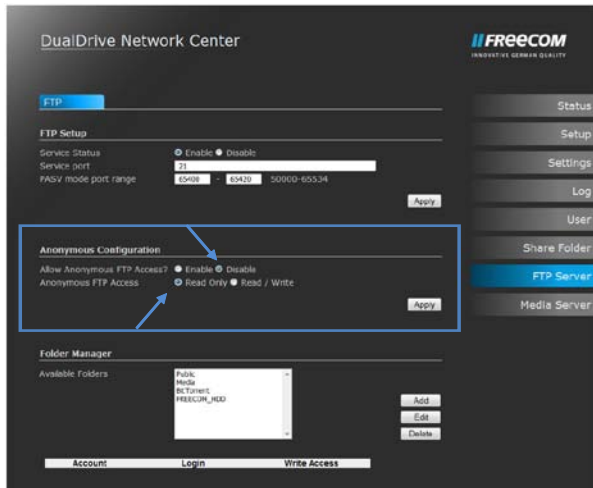 DualDrive Network Center
FREECOM
INNOVATIVE GERMAN QUALITY
FTP
Status
FTP Setup
Setup
Service Status Enable Disable
Service port 21
Settings
PASV mode port range 65400 - 65420 50000-65534
Apply
Log
User
Anonymous Configuration
Share Folder
Allow Anonymous FTP Access? Enable Disable
FTP Server
Anonymous FTP Access Read Only Read / Write
Apply
Media Server
Folder Manager
Available Folders
Public
Media
BitTorrent
FREECOM_HDD
Add
Edit
Delete
Account Login Write Access